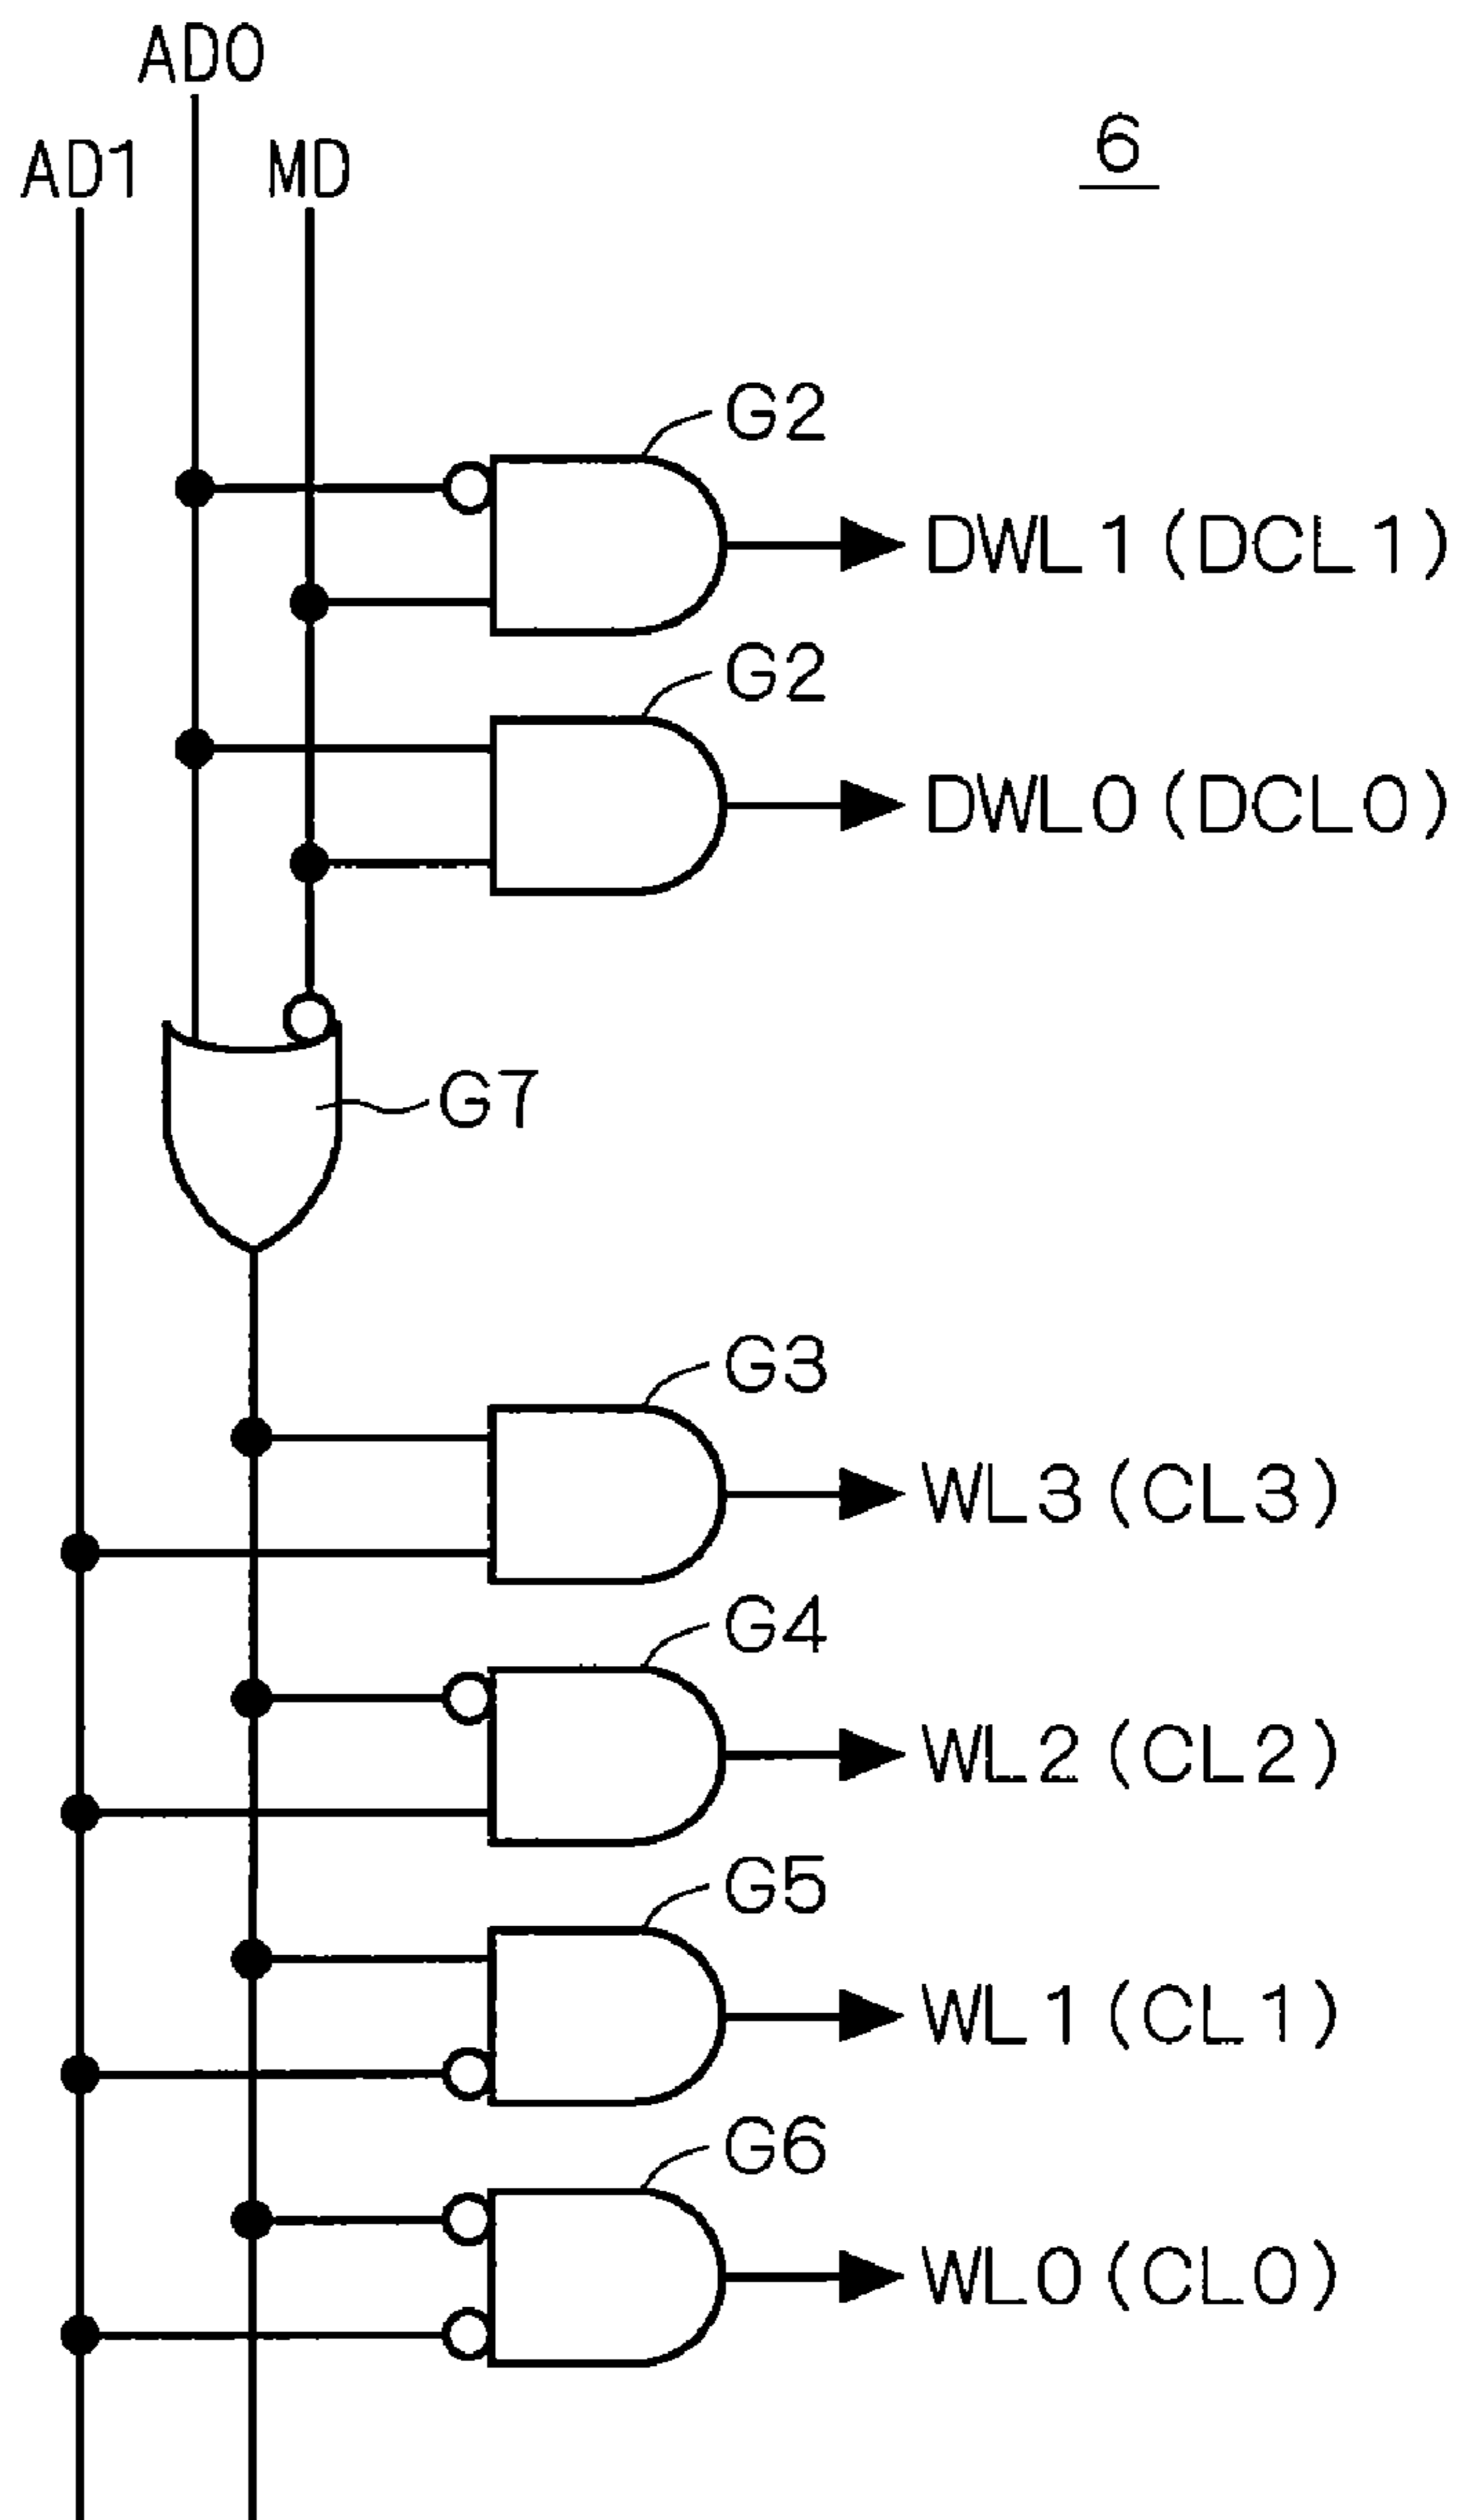 AD0
AD1
MD
6
G2
DWL1(DCL1)
G2
DWL0(DCL0)
G7
G3
WL3(CL3)
G4
WL2(CL2)
G5
WL1(CL1)
G6
WL0(CL0)